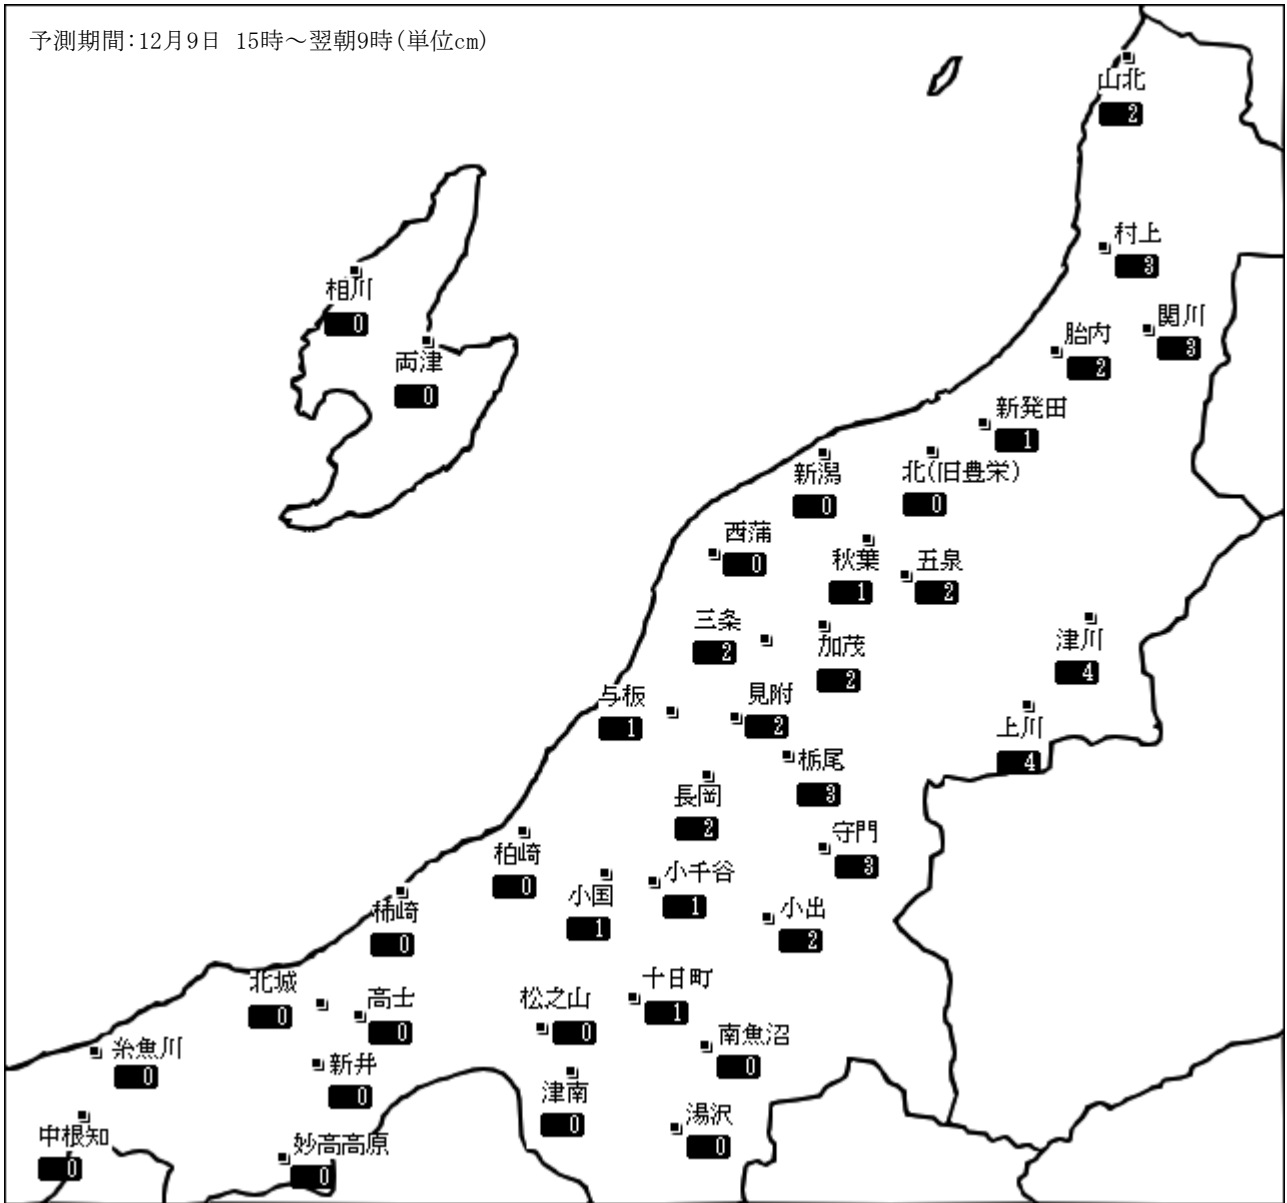 予測期間:12月9日 15時～翌朝9時(単位cm)
山北
2
村上
3
関川
3
胎内
2
相川
0
両津
0
新発田
1
新潟
0
北(旧豊栄)
0
西蒲
0
秋葉
1
五泉
2
三条
2
加茂
2
津川
4
与板
1
見附
2
上川
4
栃尾
3
長岡
2
守門
3
柏崎
0
小国
1
小千谷
1
小出
2
柿崎
0
北城
0
高士
0
松之山
0
十日町
1
南魚沼
0
糸魚川
0
新井
0
津南
0
湯沢
0
中根知
0
妙高高原
0